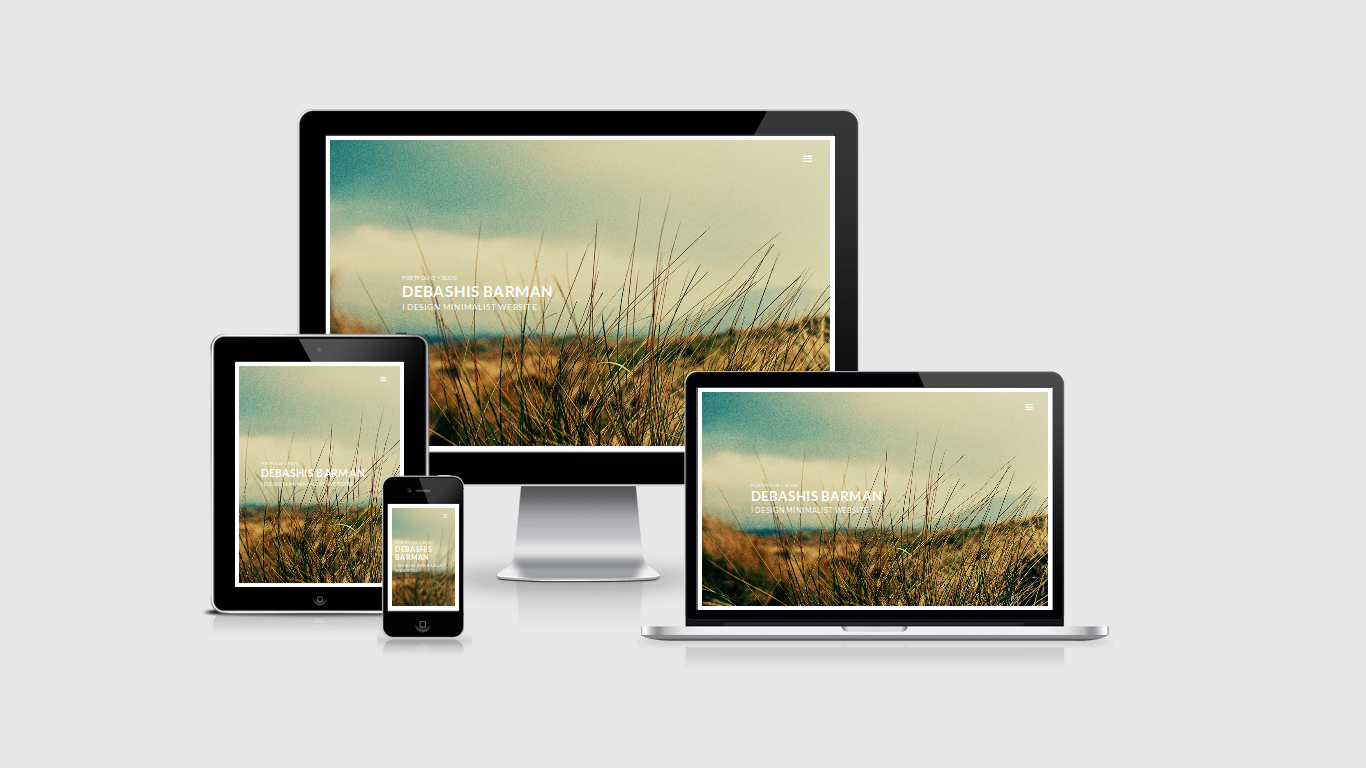 PORTFOLIO + BLOG
DEBASHIS BARMAN
I DESIGN MINIMALIST WEBSITE.
PORTFOLIO + BLOG
DEBASHIS BARMAN
I DESIGN MINIMALIST WEBSITE.
PORTFOLIO + BLOG
DEBASHIS
BARMAN
I DESIGN MINIMALIST
WEBSITE.
PORTFOLIO + BLOG
DEBASHIS BARMAN
I DESIGN MINIMALIST WEBSITE.